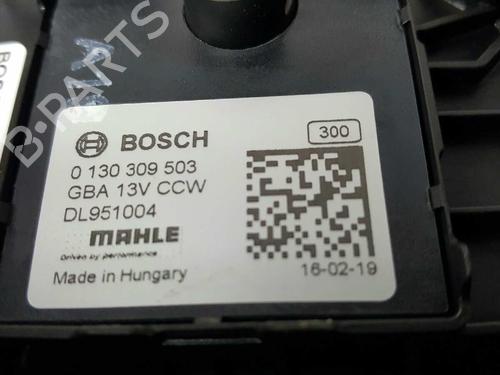 BOSCH
300
0 130 309 503
GBA 13V CCW
DL951004
MAHLE
Driven by performance
Made in Hungary
16-02-19
B-PARTS